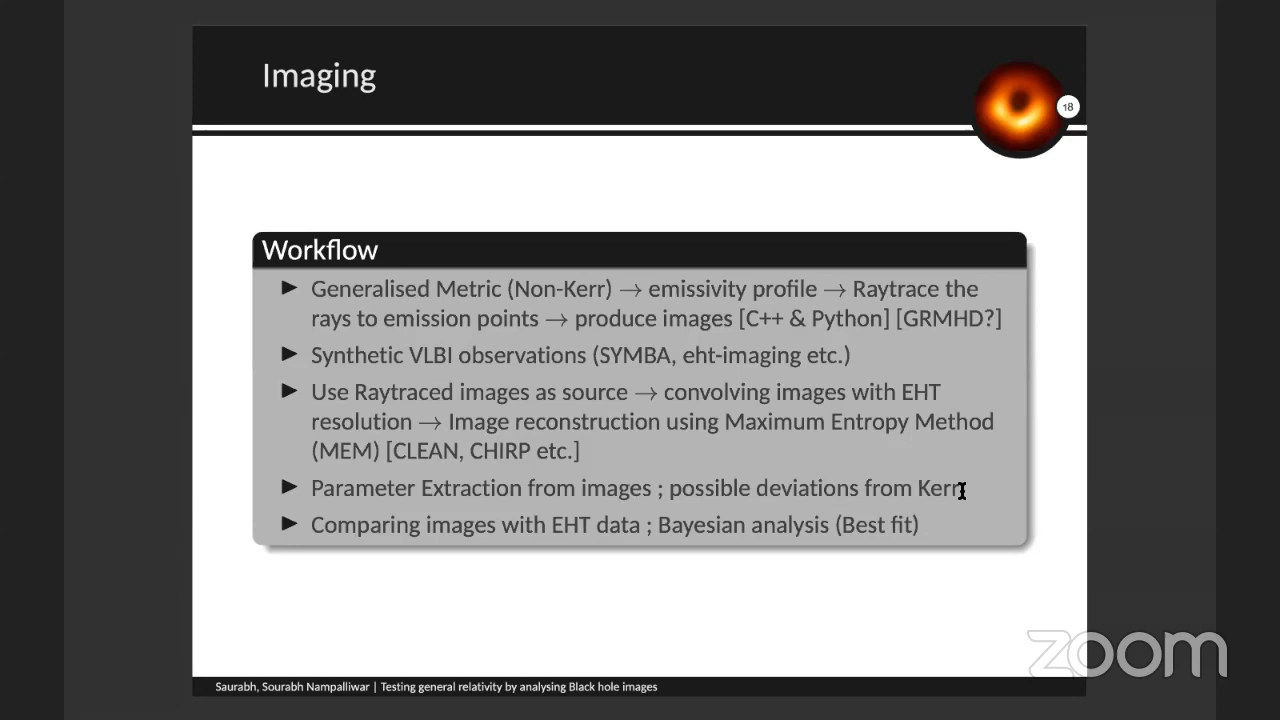 Imaging
18
Workflow
► Generalised Metric (Non-Kerr) → emissivity profile → Raytrace the
rays to emission points → produce images [C++ & Python] [GRMHD?]
► Synthetic VLBI observations (SYMBA, eht-imaging etc.)
► Use Raytraced images as source → convolving images with EHT
resolution → Image reconstruction using Maximum Entropy Method
(MEM) [CLEAN, CHIRP etc.]
► Parameter Extraction from images ; possible deviations from Kerr
► Comparing images with EHT data ; Bayesian analysis (Best fit)
zoom
Saurabh, Sourabh Nampalliwar | Testing general relativity by analysing Black hole images